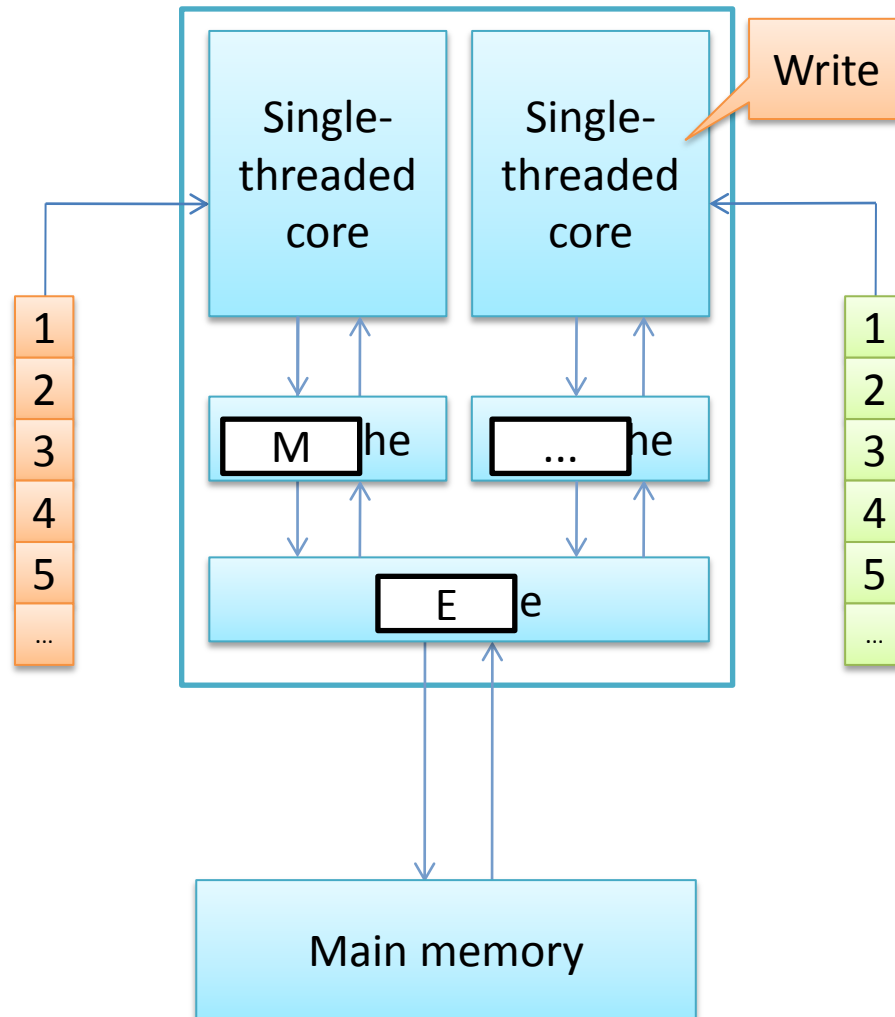 Write
Single-
threaded
core
Single-
threaded
core
1
2
3
4
5
...
1
2
3
4
5
...
M
he
...
he
E
e
Main memory